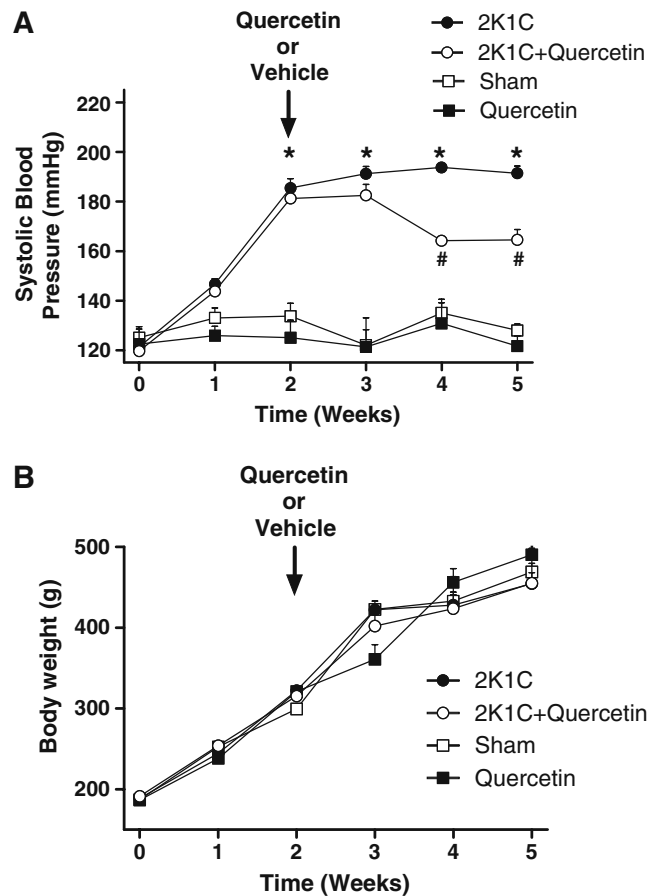 A
Quercetin
or
Vehicle
2K1C
2K1C+Quercetin
Sham
Quercetin
Systolic Blood
Pressure (mmHg)
220
200
180
160
140
120
* * * *
# #
0 1 2 3 4 5
Time (Weeks)
B
Quercetin
or
Vehicle
Body weight (g)
500
400
300
200
2K1C
2K1C+Quercetin
Sham
Quercetin
0 1 2 3 4 5
Time (Weeks)